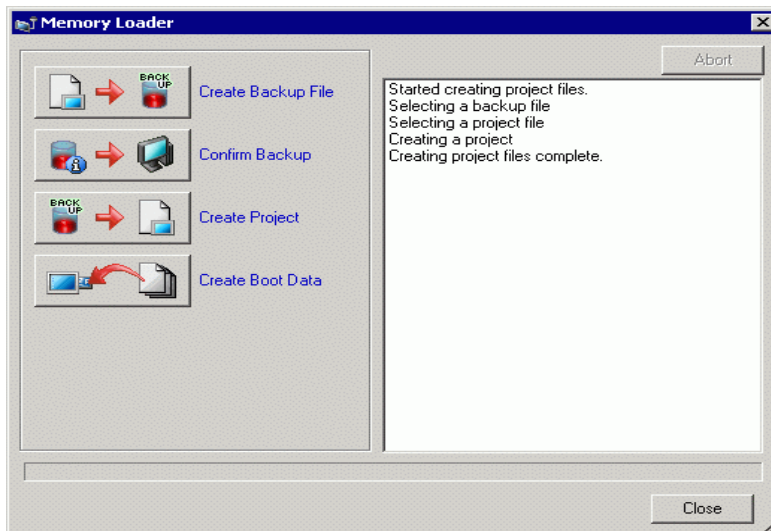 Memory Loader
Abort
BACK
UP
Create Backup File
Confirm Backup
BACK
UP
Create Project
Create Boot Data
Started creating project files.
Selecting a backup file
Selecting a project file
Creating a project
Creating project files complete.
Close